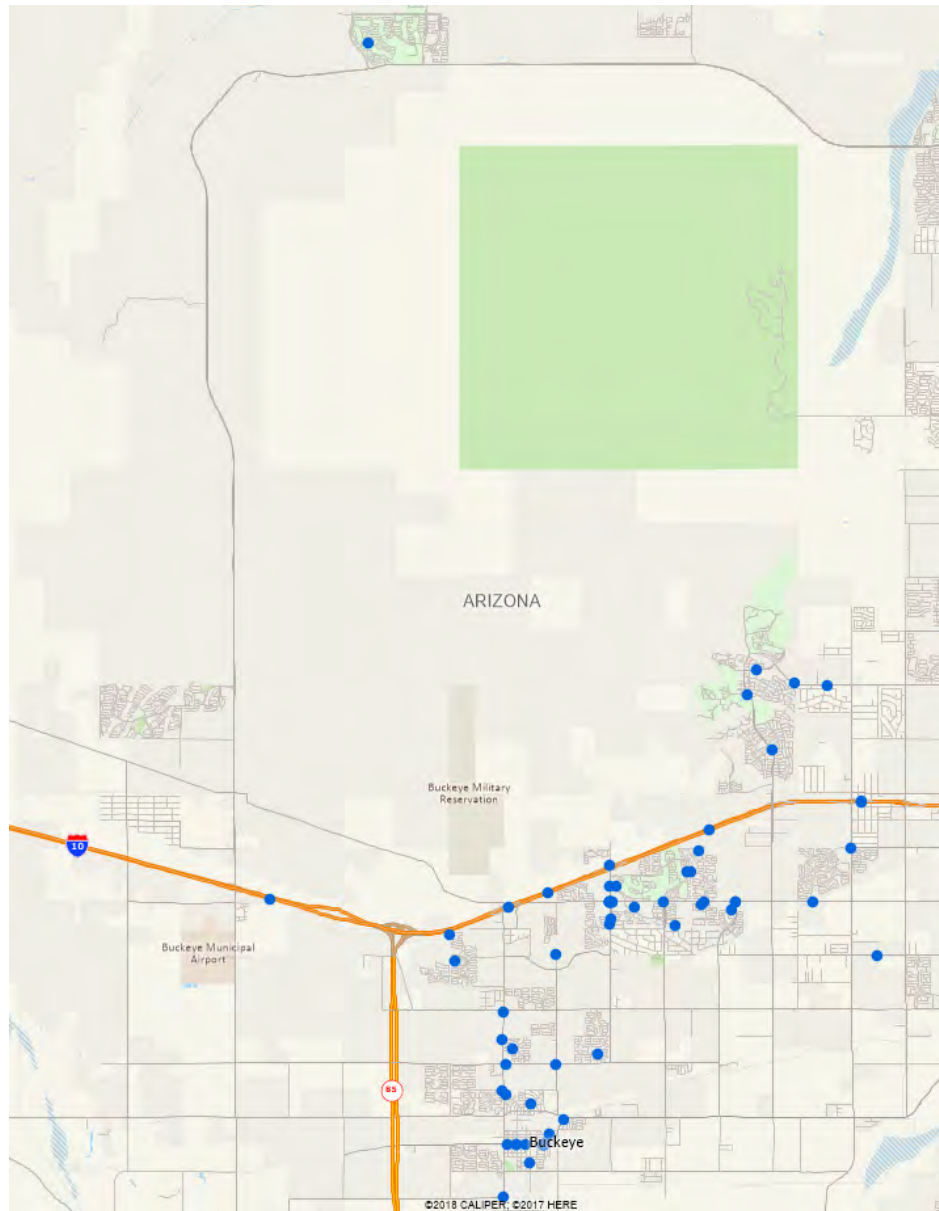 ARIZONA
Buckeye Military
Reservation
10
Buckeye Municipal
Airport
85
Buckeye
©2018 CALIPER; ©2017 HERE